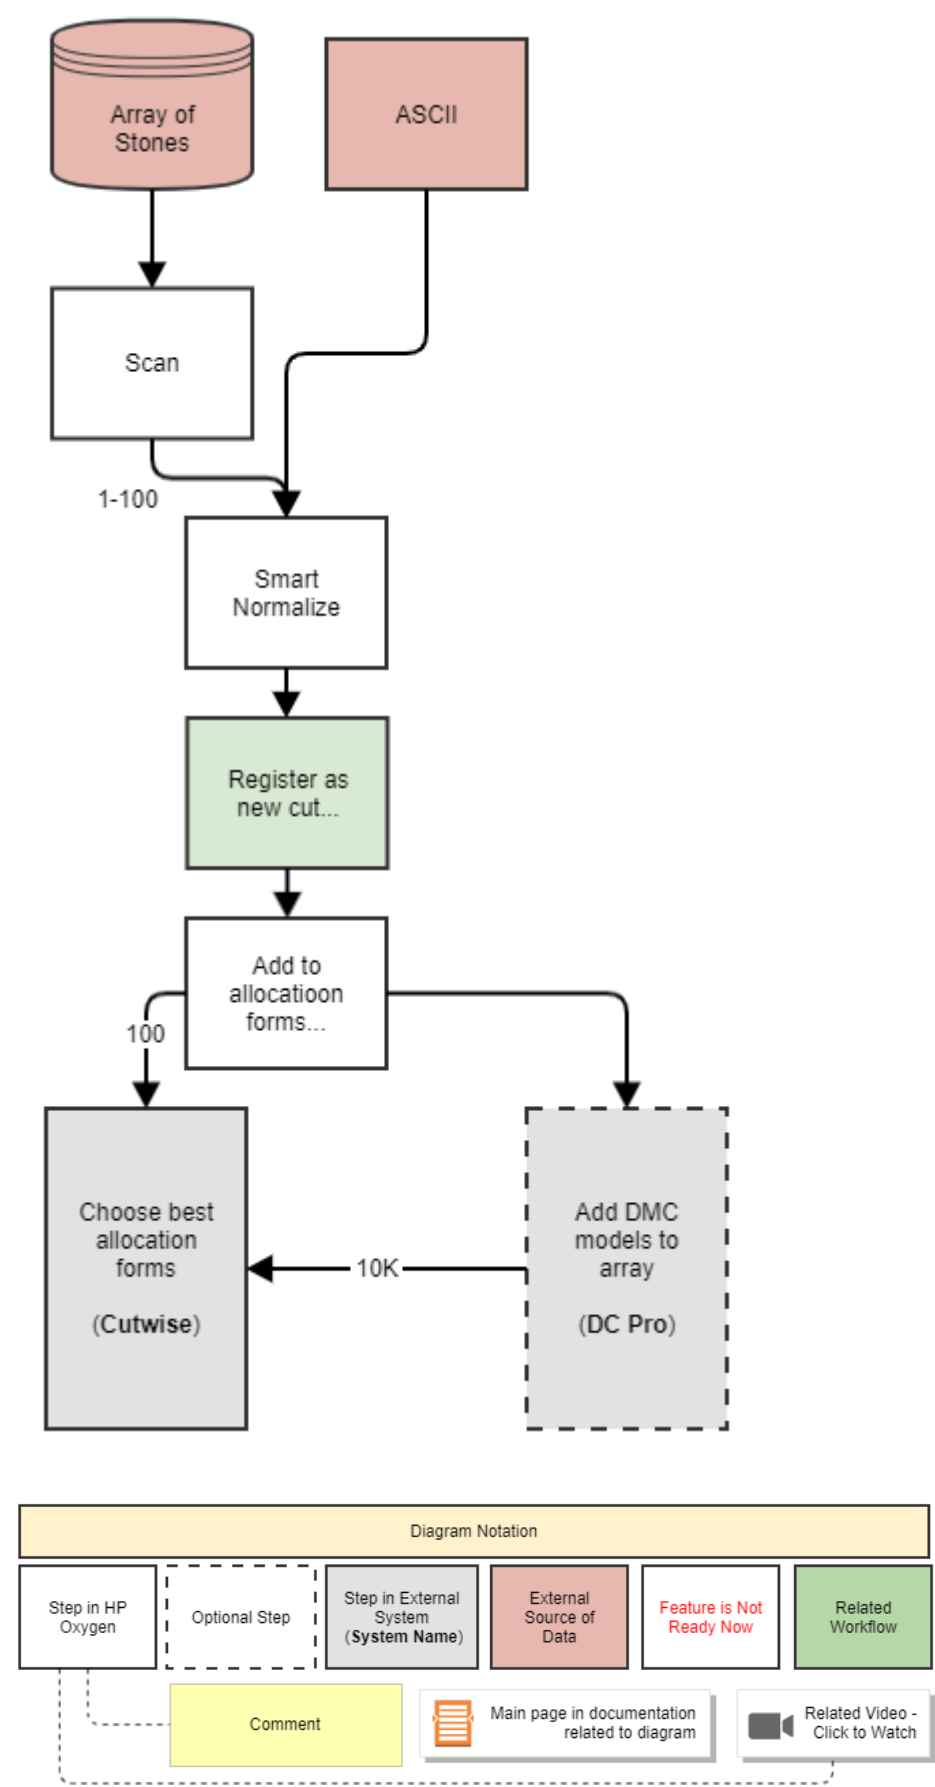 Array of
Stones
ASCII
Scan
1-100
Smart
Normalize
Register as
new cut...
Add to
allocatioon
forms...
100
Choose best
allocation
forms
(Cutwise)
10K
Add DMC
models to
array
(DC Pro)
Diagram Notation
Step in HP
Oxygen
Optional Step
Step in External
System
(System Name)
External
Source of
Data
Feature is Not
Ready Now
Related
Workflow
Comment
Main page in documentation
related to diagram
Related Video -
Click to Watch